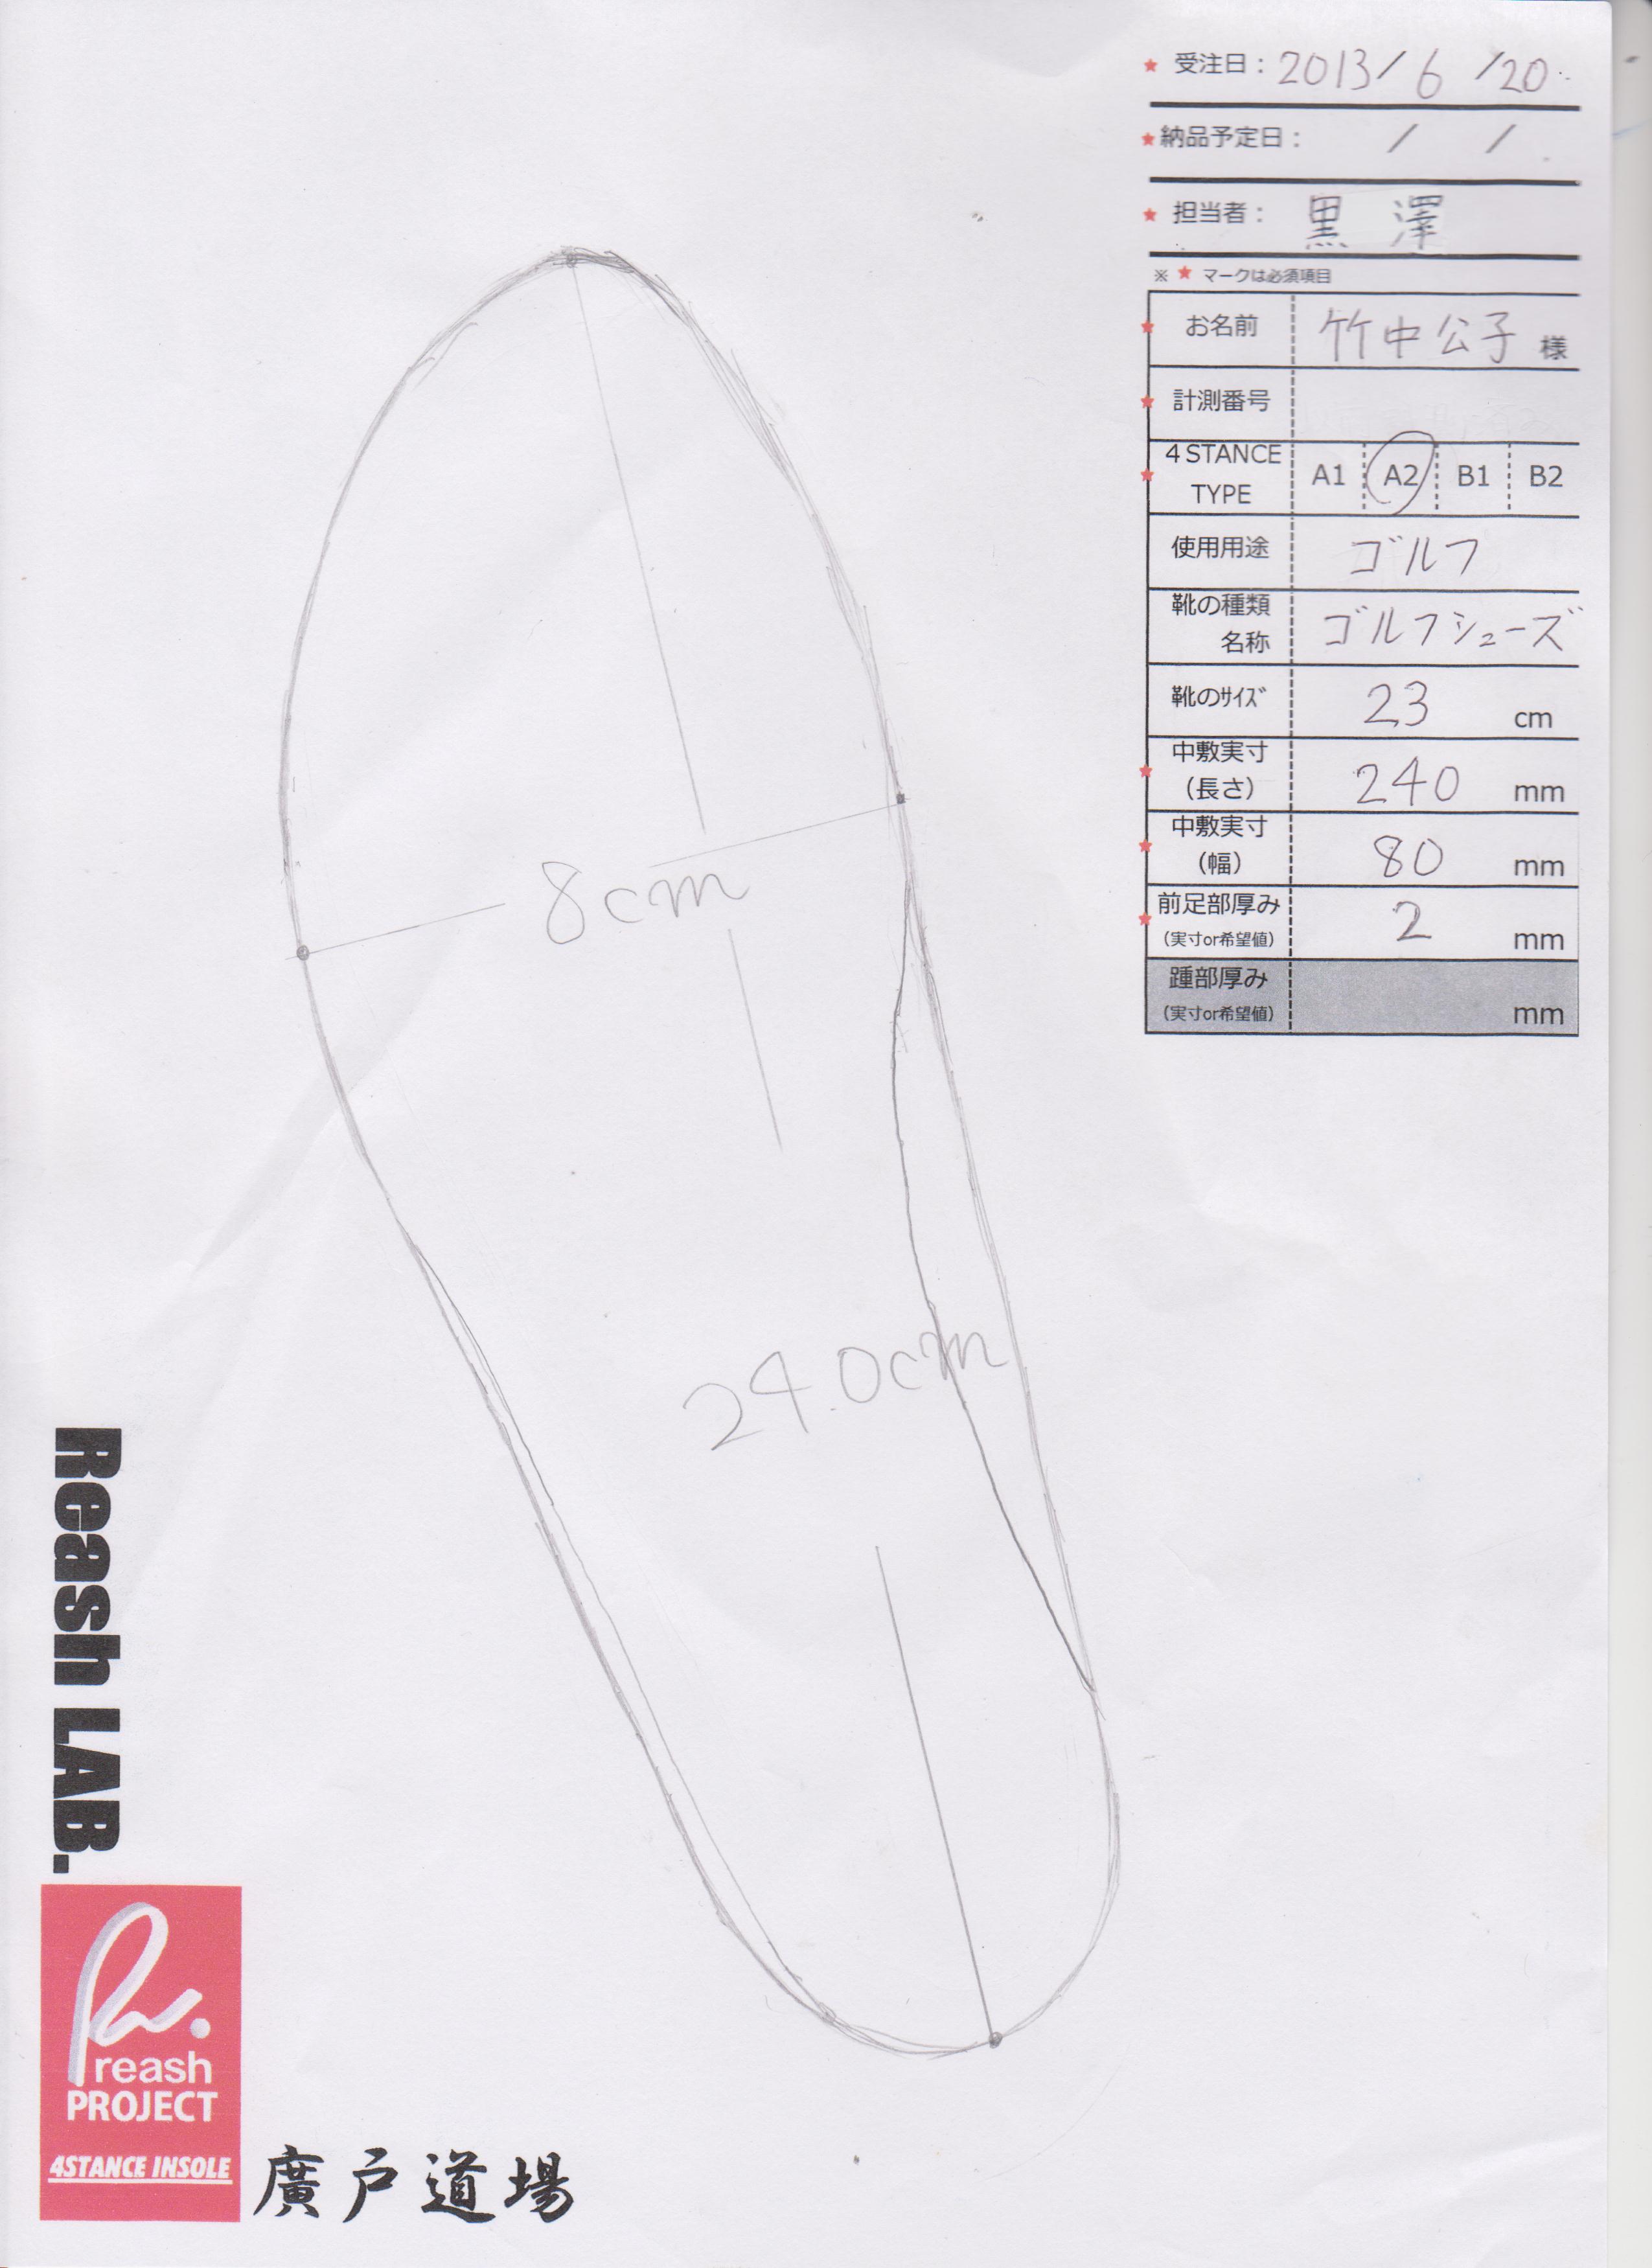 ★ 受注日：2013/6/20
★納品予定日： / /
★ 担当者： 黒澤
※ ★ マークは必須項目
★ お名前 竹中公子 様
★ 計測番号
★ 4STANCE TYPE A1 A2 B1 B2
使用用途 ゴルフ
靴の種類 名称 ゴルフシューズ
靴のサイズ 23 cm
★ 中敷実寸 (長さ) 240 mm
★ 中敷実寸 (幅) 80 mm
★ 前足部厚み (実寸or希望値) 2 mm
踵部厚み (実寸or希望値) mm
8cm
24.0cm
Reash LAB.
R.
reash
PROJECT
4STANCE INSOLE
廣戸道場